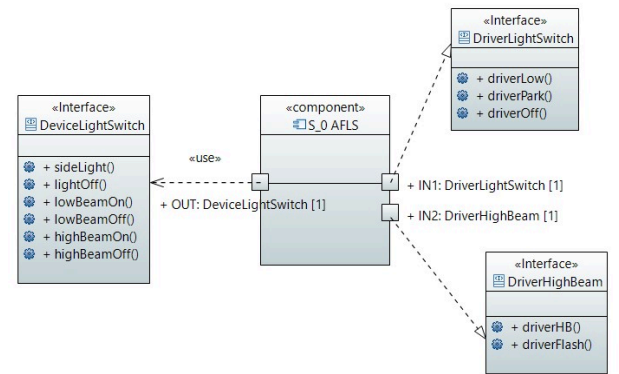 «Interface»
DriverLightSwitch
+ driverLow()
+ driverPark()
+ driverOff()
«Interface»
DeviceLightSwitch
+ sideLight()
+ lightOff()
+ lowBeamOn()
+ lowBeamOff()
+ highBeamOn()
+ highBeamOff()
«use»
+ OUT: DeviceLightSwitch [1]
«component»
S_0 AFLS
+ IN1: DriverLightSwitch [1]
+ IN2: DriverHighBeam [1]
«Interface»
DriverHighBeam
+ driverHB()
+ driverFlash()